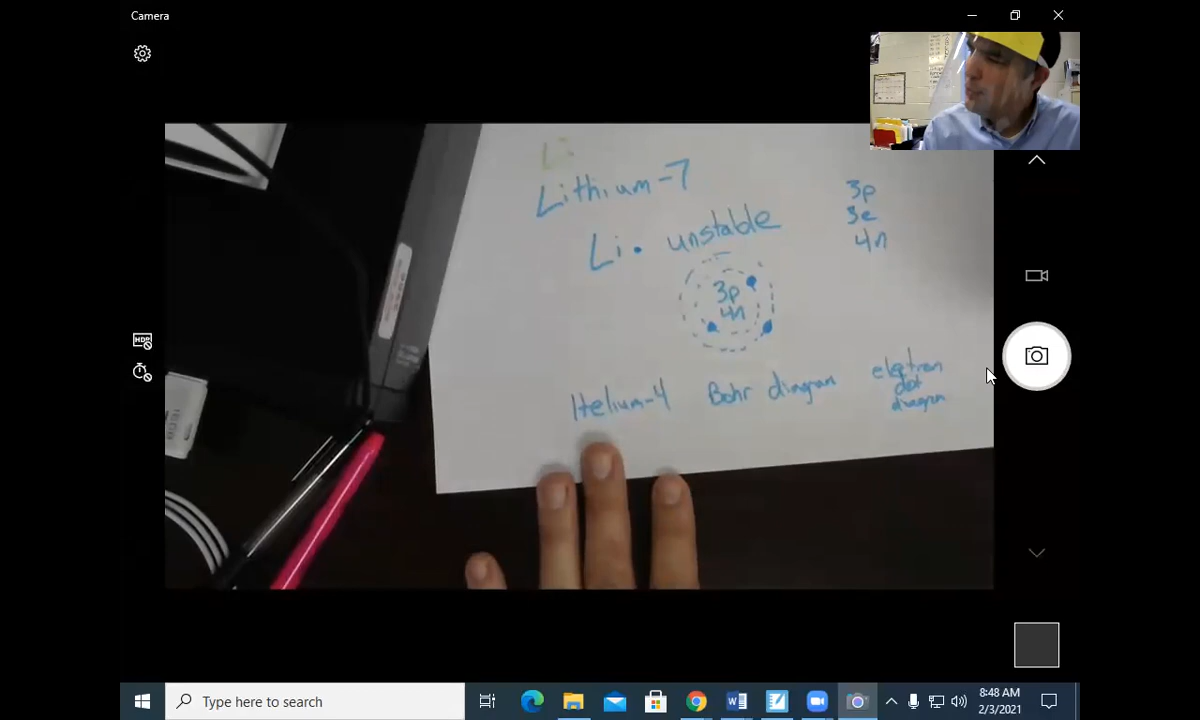 Camera
Li
Lithium-7
Li. unstable
3p
3e
4n
3p
4n
Helium-4 Bohr diagram electron
dot
diagram
Type here to search
8:48 AM
2/3/2021